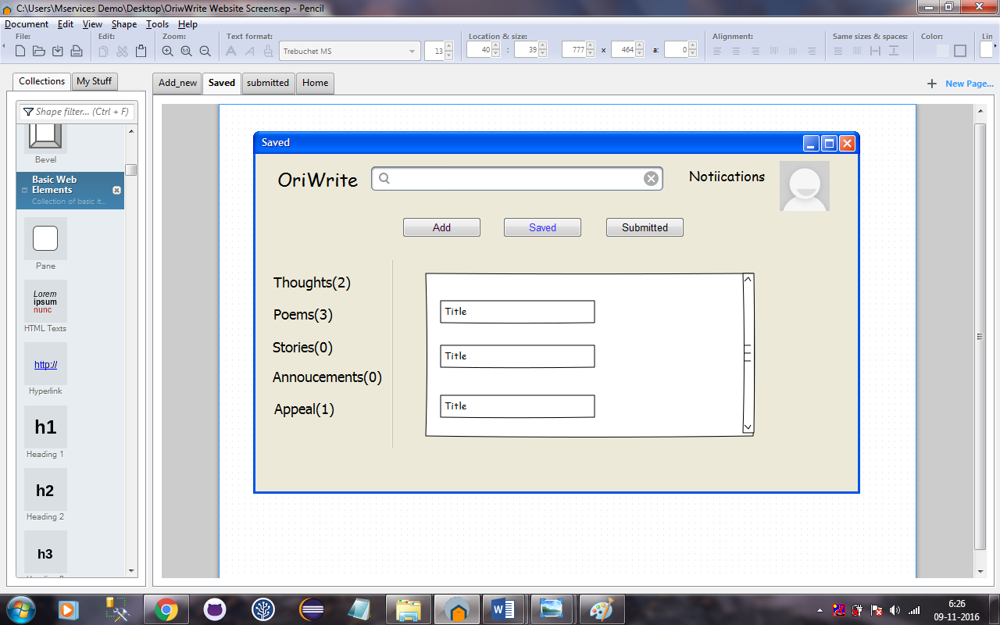 C:\Users\Mservices Demo\Desktop\OriwWrite Website Screens.ep - Pencil
Document Edit View Shape Tools Help
File: Edit: Zoom: Text format: Location & size: Alignment: Same sizes & spaces: Color: Lin
Trebuchet MS 13 40 : 39 777 x 464 a: 0
Collections My Stuff
Add_new Saved submitted Home
New Page...
Shape filter... (Ctrl + F)
Bevel
Basic Web
Elements
Collection of basic it...
Pane
Lorem
ipsum
nunc
HTML Texts
http://
Hyperlink
h1
Heading 1
h2
Heading 2
h3
Saved
OriWrite
Notiications
Add Saved Submitted
Thoughts(2)
Poems(3)
Stories(0)
Annoucements(0)
Appeal(1)
Title
Title
Title
6:26
09-11-2016